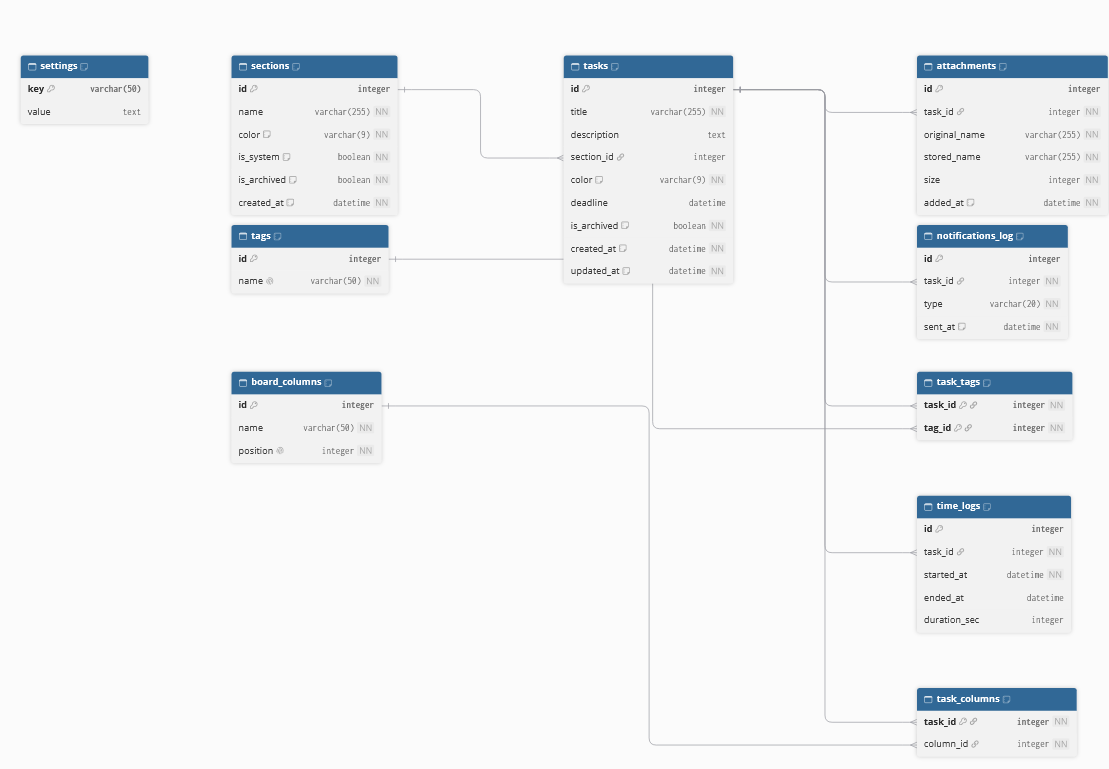 settings
key varchar(50)
value text
sections
id integer
name varchar(255) NN
color varchar(9) NN
is_system boolean NN
is_archived boolean NN
created_at datetime NN
tags
id integer
name varchar(50) NN
board_columns
id integer
name varchar(50) NN
position integer NN
tasks
id integer
title varchar(255) NN
description text
section_id integer
color varchar(9) NN
deadline datetime
is_archived boolean NN
created_at datetime NN
updated_at datetime NN
attachments
id integer
task_id integer NN
original_name varchar(255) NN
stored_name varchar(255) NN
size integer NN
added_at datetime NN
notifications_log
id integer
task_id integer NN
type varchar(20) NN
sent_at datetime NN
task_tags
task_id integer NN
tag_id integer NN
time_logs
id integer
task_id integer NN
started_at datetime NN
ended_at datetime
duration_sec integer
task_columns
task_id integer NN
column_id integer NN